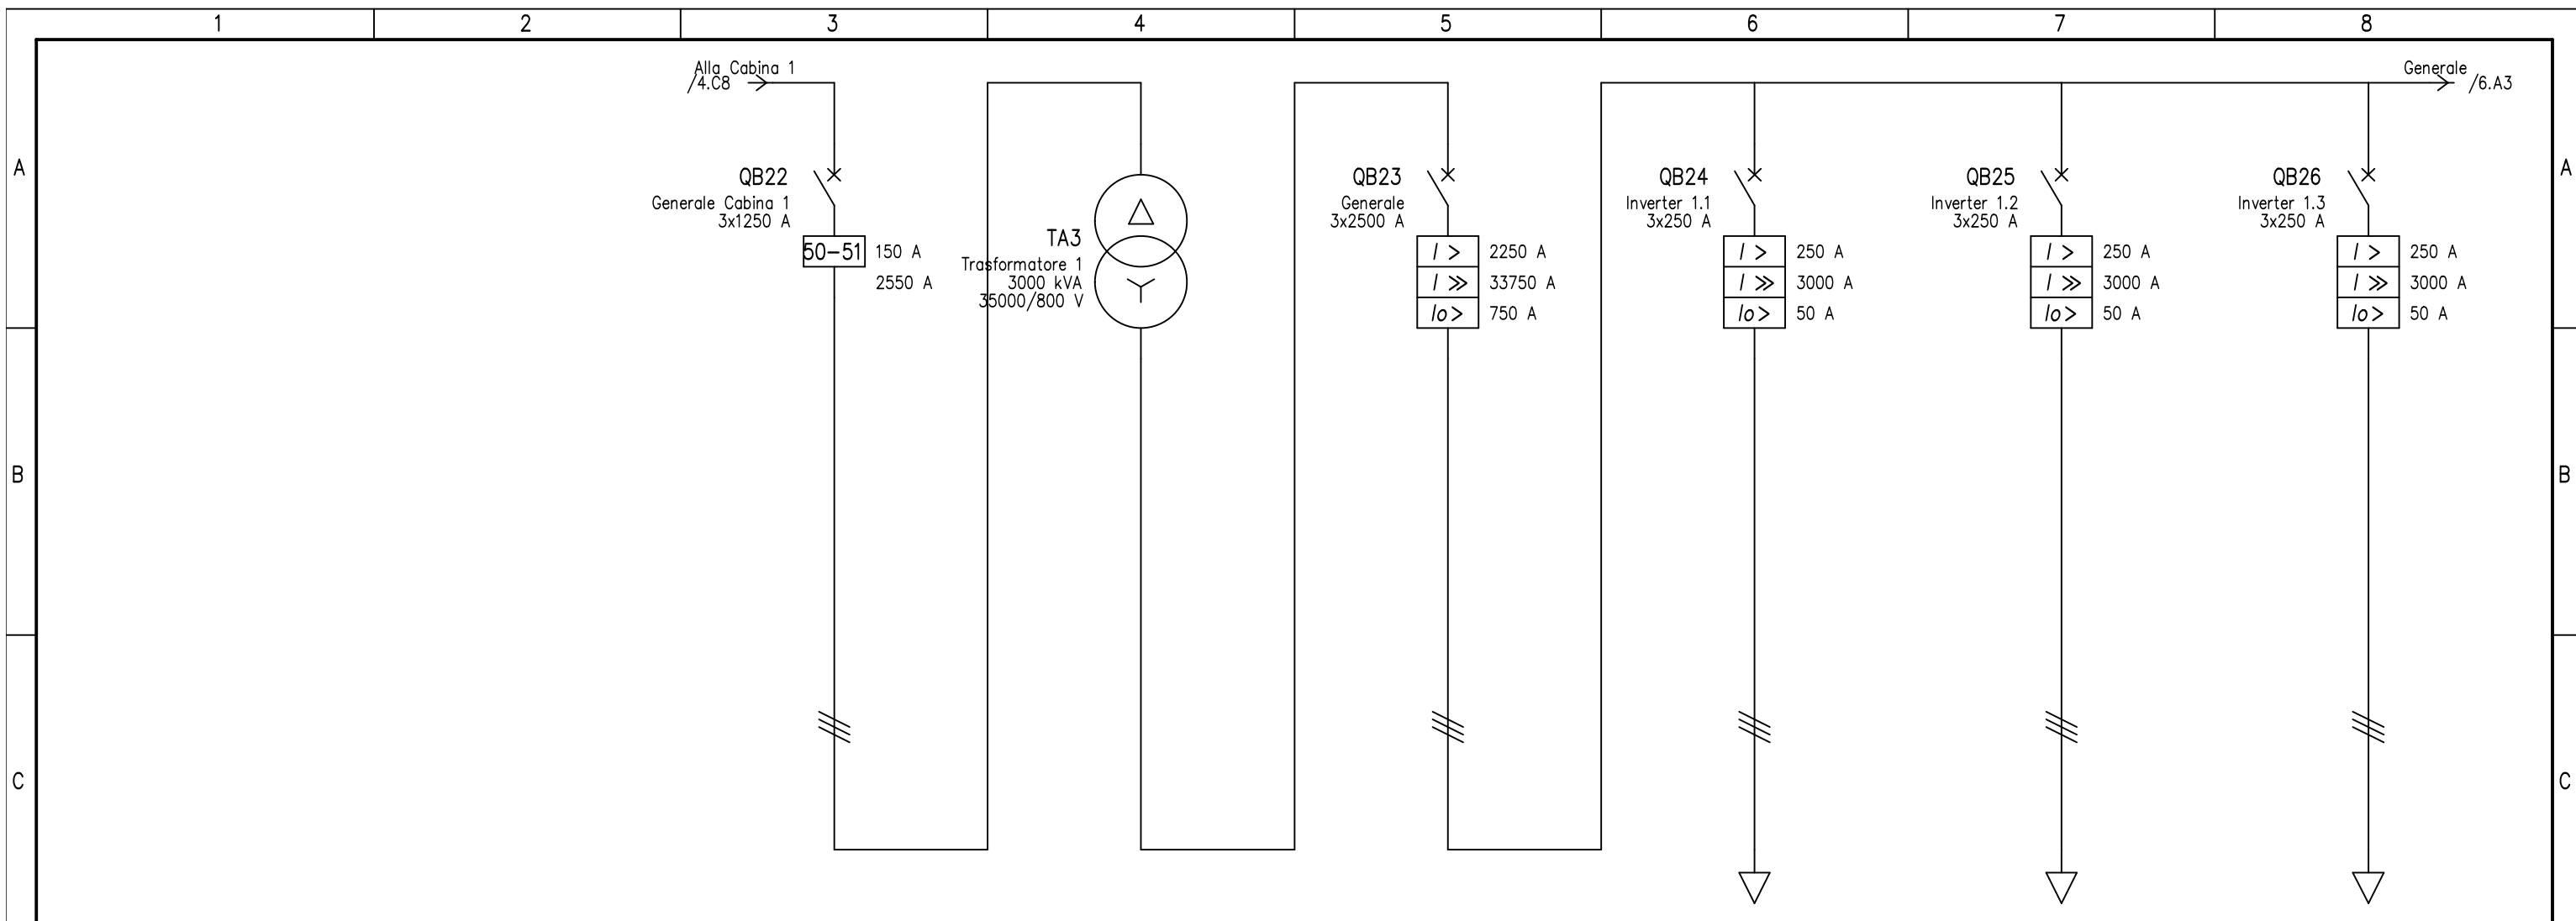 1 2 3 4 5 6 7 8
Alla Cabina 1
/4.C8
Generale
/6.A3
A
A
QB22
Generale Cabina 1
3x1250 A
50-51
150 A
2550 A
TA3
Trasformatore 1
3000 kVA
35000/800 V
QB23
Generale
3x2500 A
I > 2250 A
I >> 33750 A
Io> 750 A
QB24
Inverter 1.1
3x250 A
I > 250 A
I >> 3000 A
Io> 50 A
QB25
Inverter 1.2
3x250 A
I > 250 A
I >> 3000 A
Io> 50 A
QB26
Inverter 1.3
3x250 A
I > 250 A
I >> 3000 A
Io> 50 A
B
B
C
C